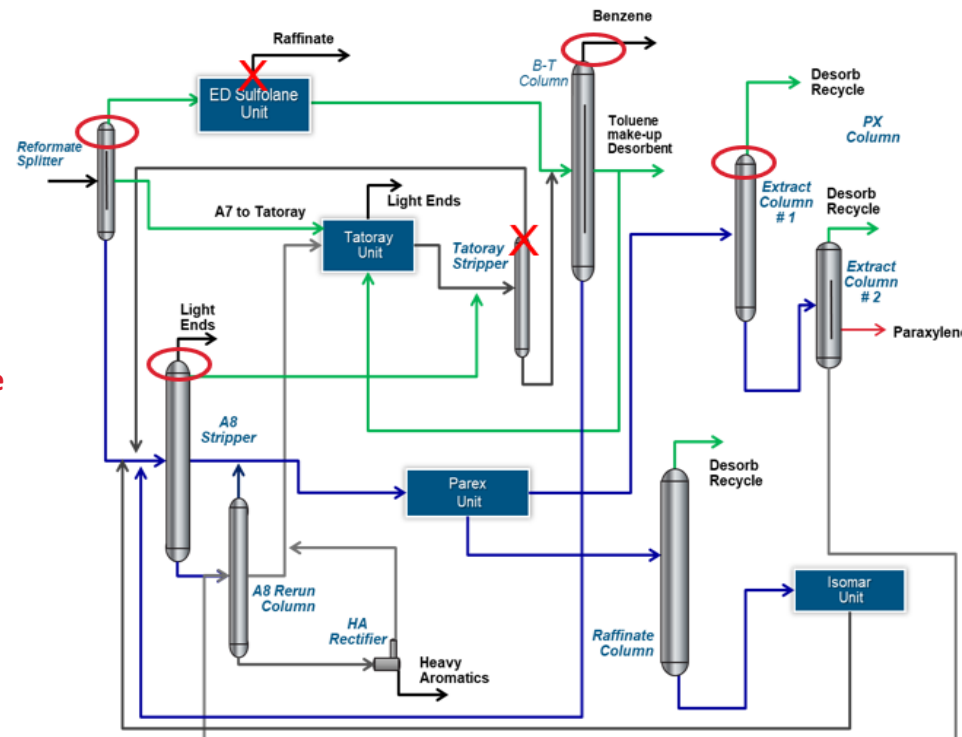 Benzene
Raffinate
B-T
Column
ED Sulfolane
Unit
Desorb
Recycle
PX
Column
Toluene
make-up
Desorbent
Reformate
Splitter
Extract
Column
# 1
Desorb
Recycle
A7 to Tatoray
Light Ends
Tatoray
Unit
Tatoray
Stripper
Extract
Column
# 2
Light
Ends
Paraxylene
e
A8
Stripper
Desorb
Recycle
Parex
Unit
A8 Rerun
Column
Isomar
Unit
HA
Rectifier
Raffinate
Column
Heavy
Aromatics